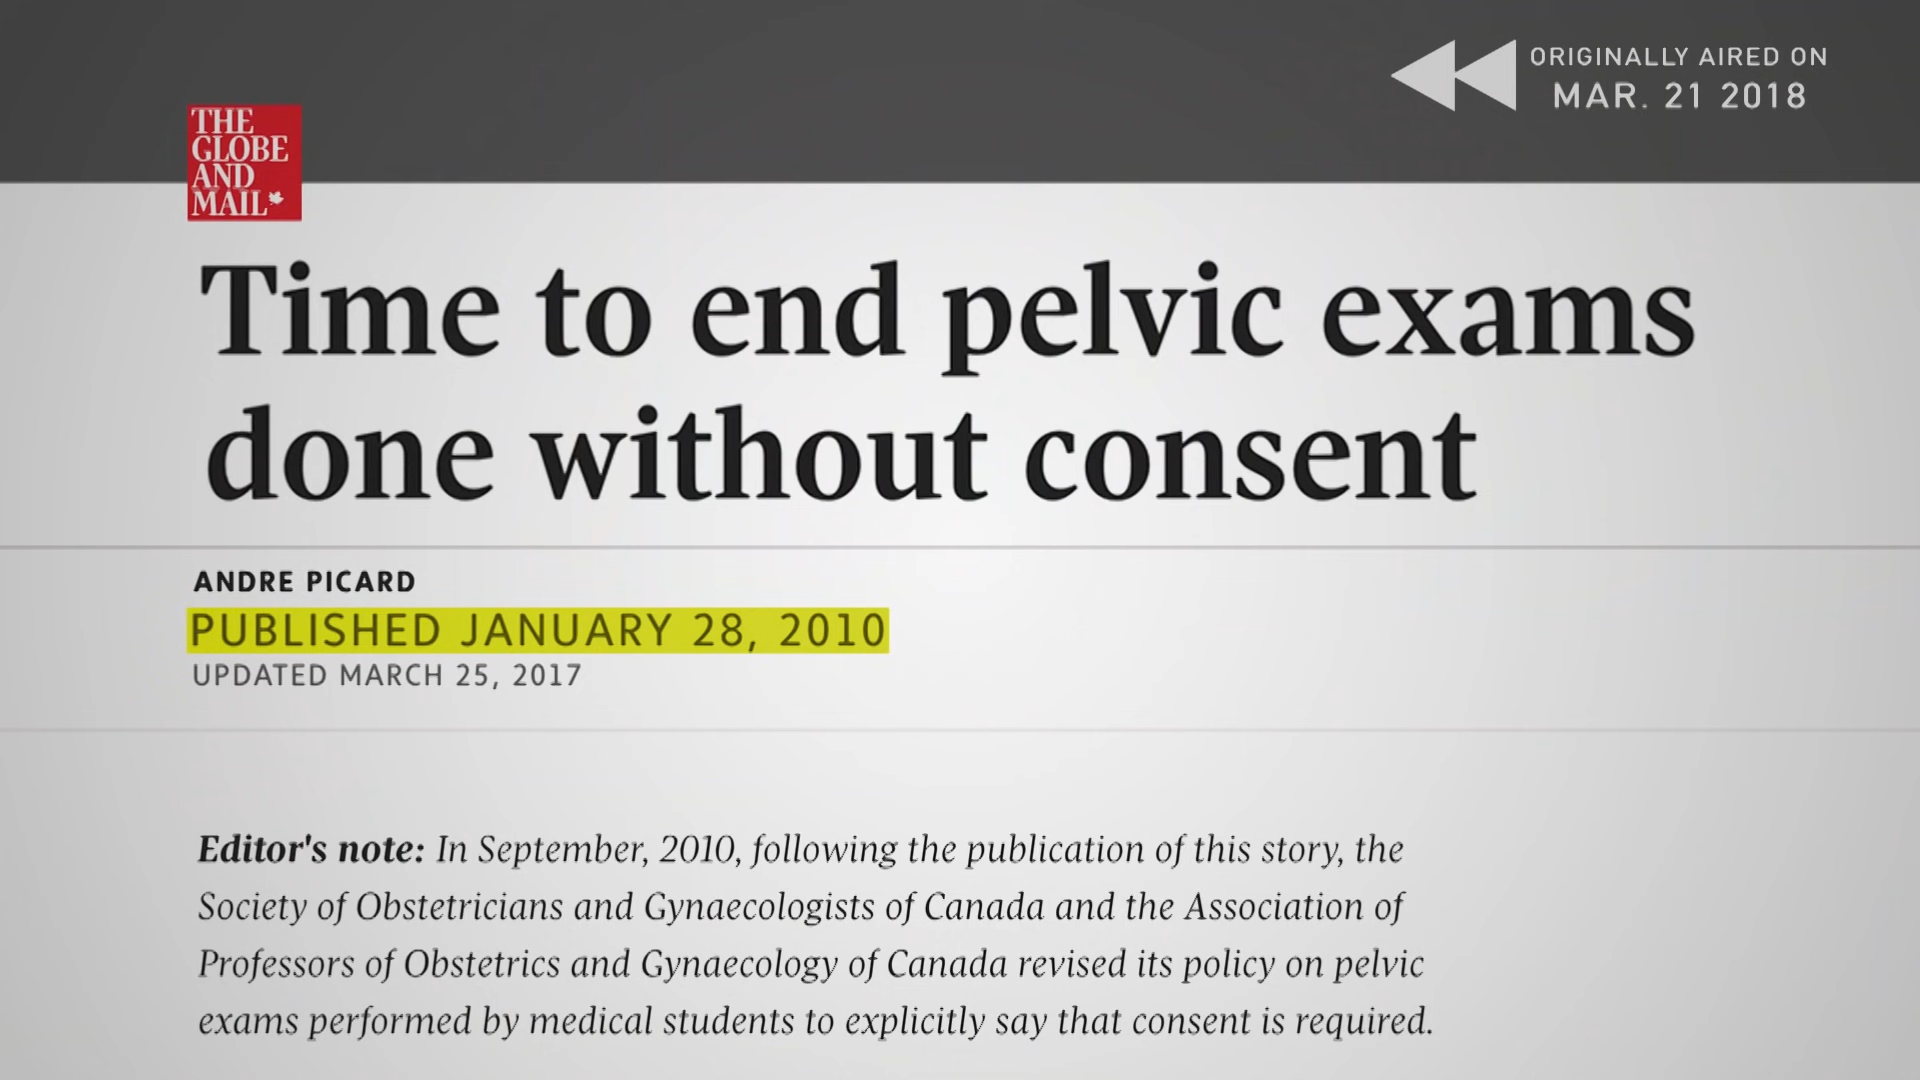 ORIGINALLY AIRED ON
MAR. 21 2018
THE
GLOBE
AND
MAIL
Time to end pelvic exams
done without consent
ANDRE PICARD
PUBLISHED JANUARY 28, 2010
UPDATED MARCH 25, 2017
Editor's note: In September, 2010, following the publication of this story, the
Society of Obstetricians and Gynaecologists of Canada and the Association of
Professors of Obstetrics and Gynaecology of Canada revised its policy on pelvic
exams performed by medical students to explicitly say that consent is required.